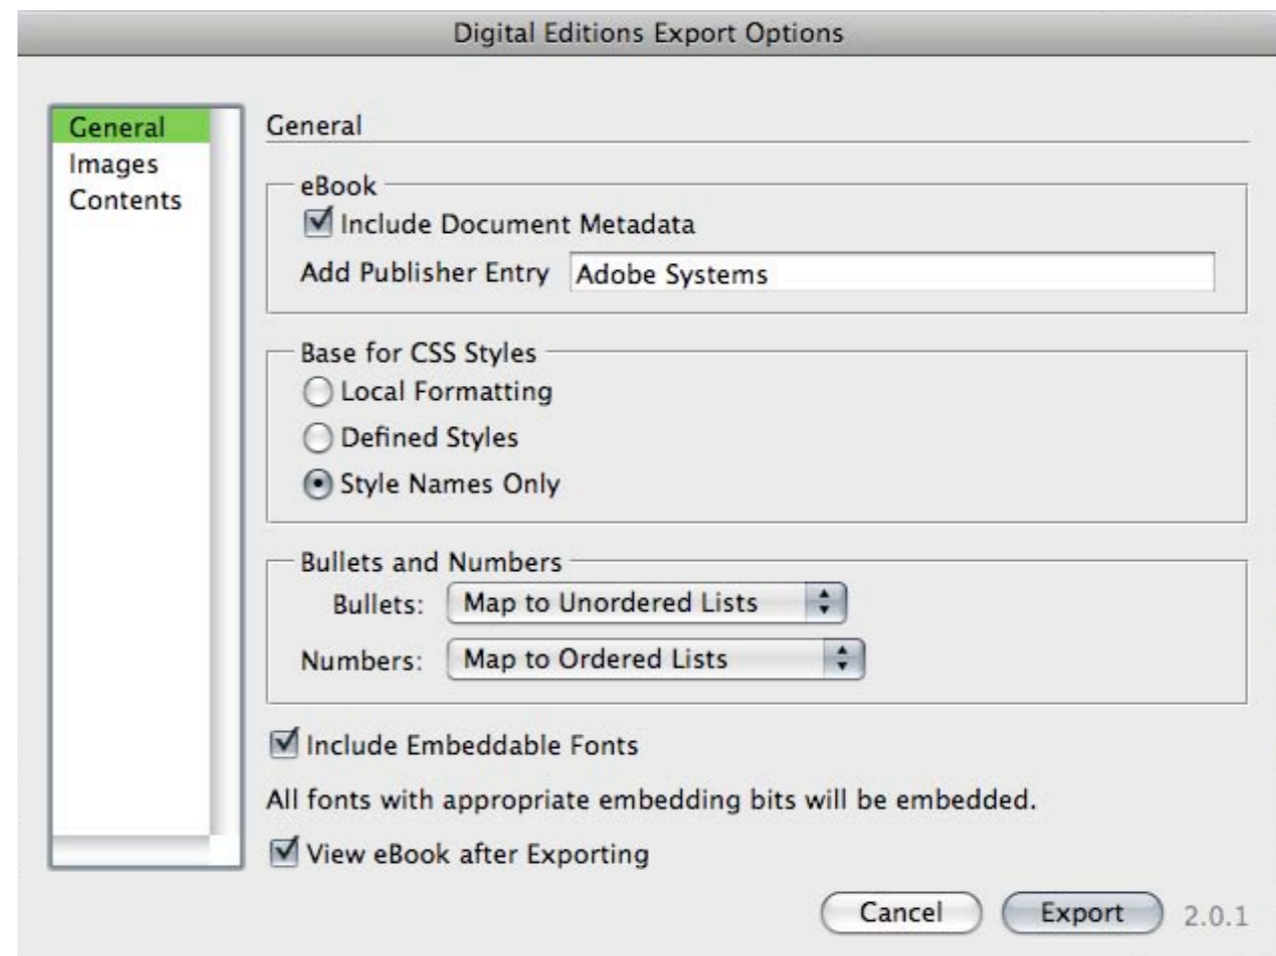 Digital Editions Export Options
General
Images
Contents
General
eBook
Include Document Metadata
Add Publisher Entry Adobe Systems
Base for CSS Styles
Local Formatting
Defined Styles
Style Names Only
Bullets and Numbers
Bullets: Map to Unordered Lists
Numbers: Map to Ordered Lists
Include Embeddable Fonts
All fonts with appropriate embedding bits will be embedded.
View eBook after Exporting
Cancel Export 2.0.1